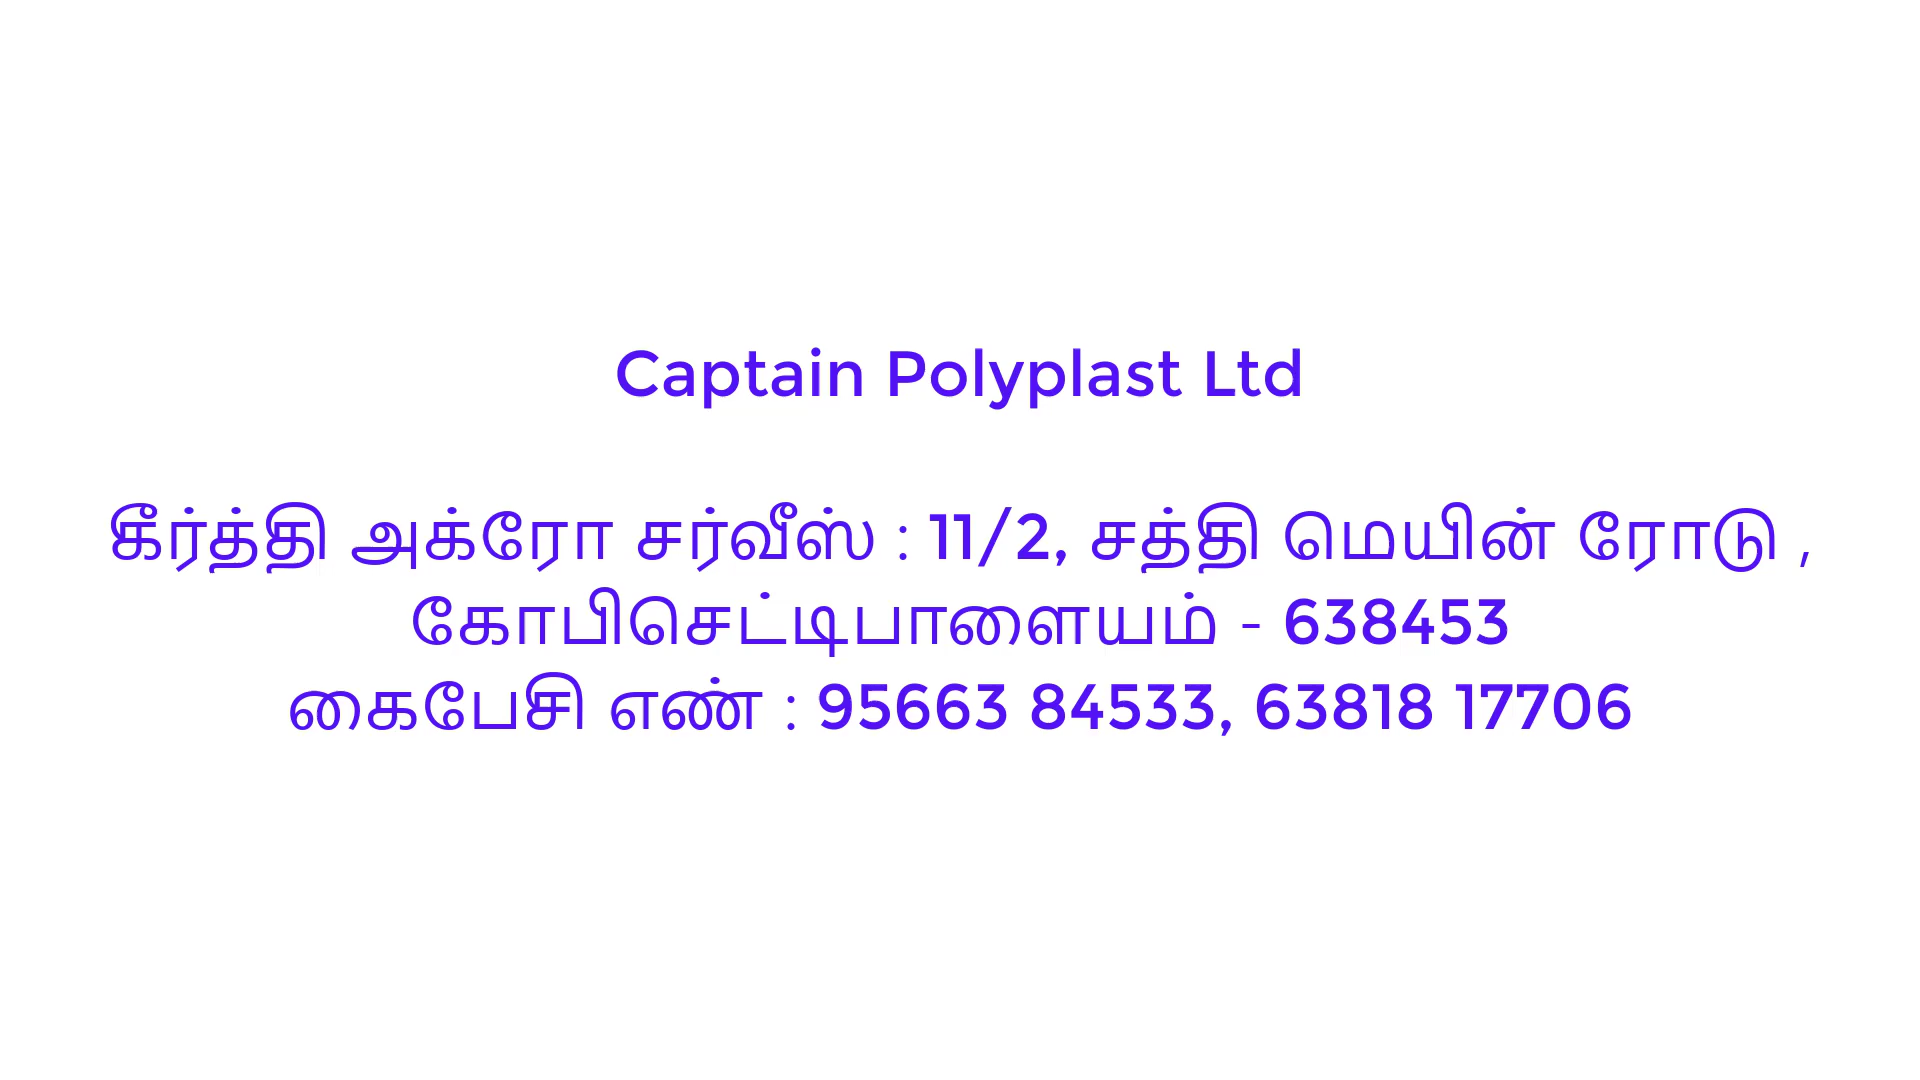 Captain Polyplast Ltd
கீர்த்தி அக்ரோ சர்வீஸ் : 11/2, சத்தி மெயின் ரோடு ,
கோபிசெட்டிபாளையம் - 638453
கைபேசி எண் : 95663 84533, 63818 17706